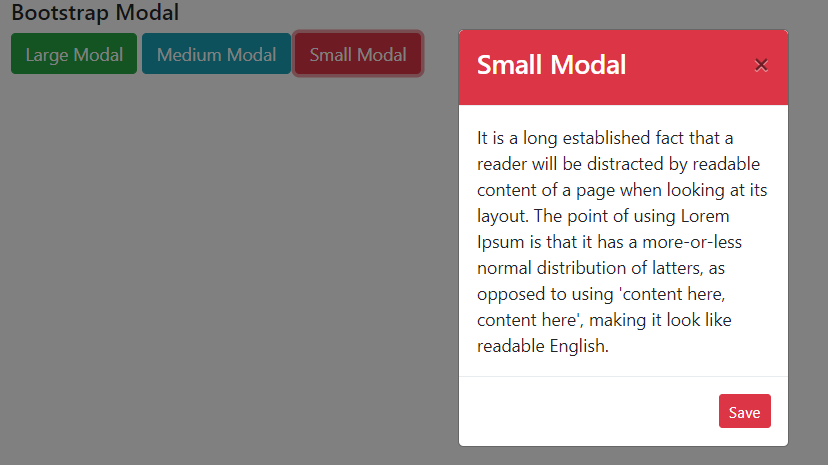 Bootstrap Modal
Large Modal Medium Modal Small Modal
Small Modal ×
It is a long established fact that a
reader will be distracted by readable
content of a page when looking at its
layout. The point of using Lorem
Ipsum is that it has a more-or-less
normal distribution of latters, as
opposed to using 'content here,
content here', making it look like
readable English.
Save